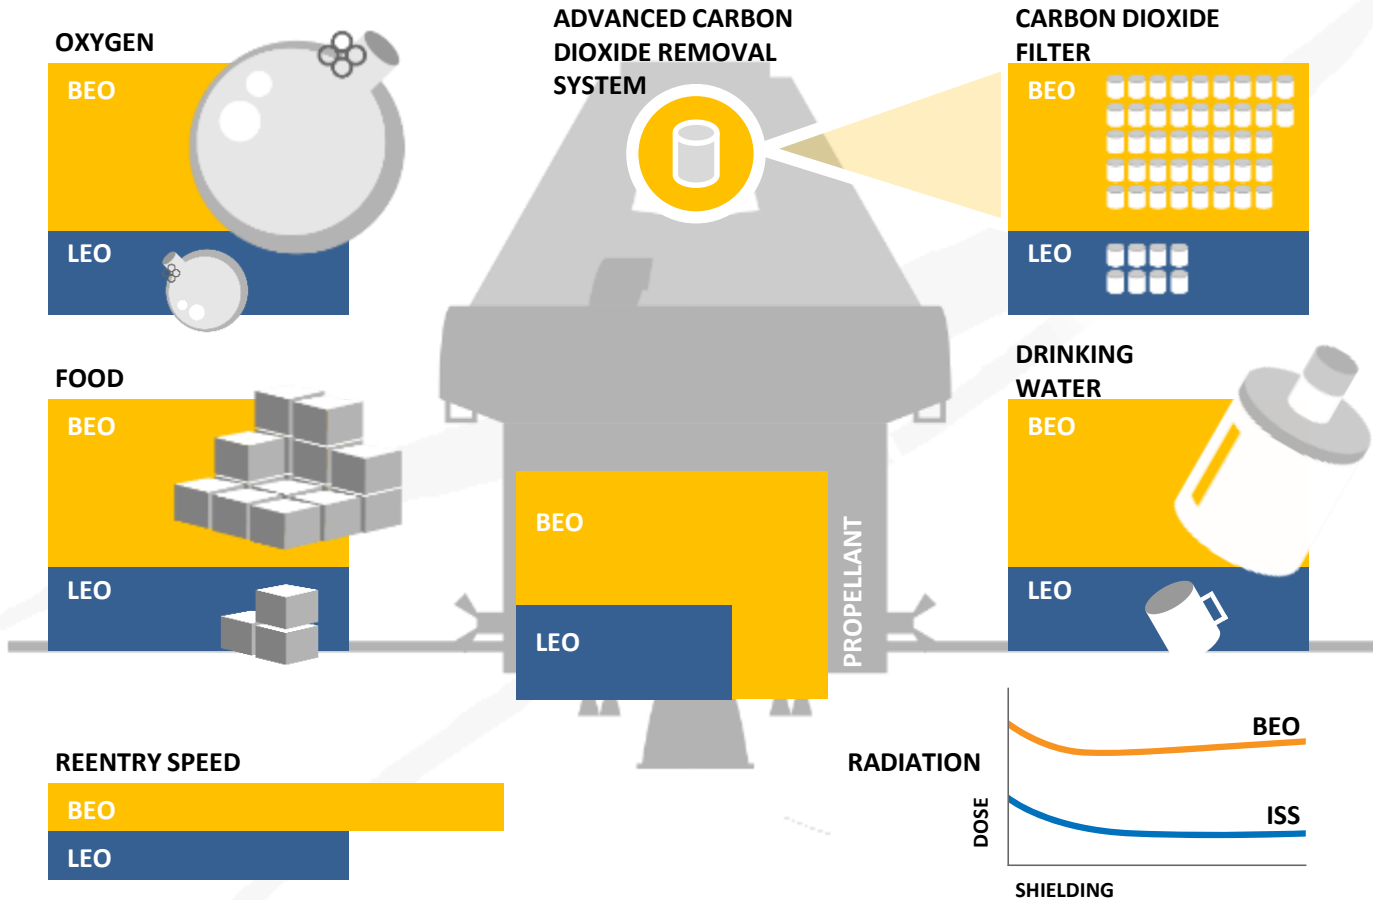 OXYGEN
BEO
LEO
ADVANCED CARBON
DIOXIDE REMOVAL
SYSTEM
CARBON DIOXIDE
FILTER
BEO
LEO
FOOD
BEO
LEO
BEO
LEO
PROPELLANT
DRINKING
WATER
BEO
LEO
REENTRY SPEED
BEO
LEO
RADIATION
DOSE
BEO
ISS
SHIELDING